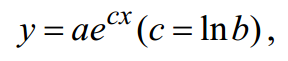 y = ae^{cx} (c = ln b),